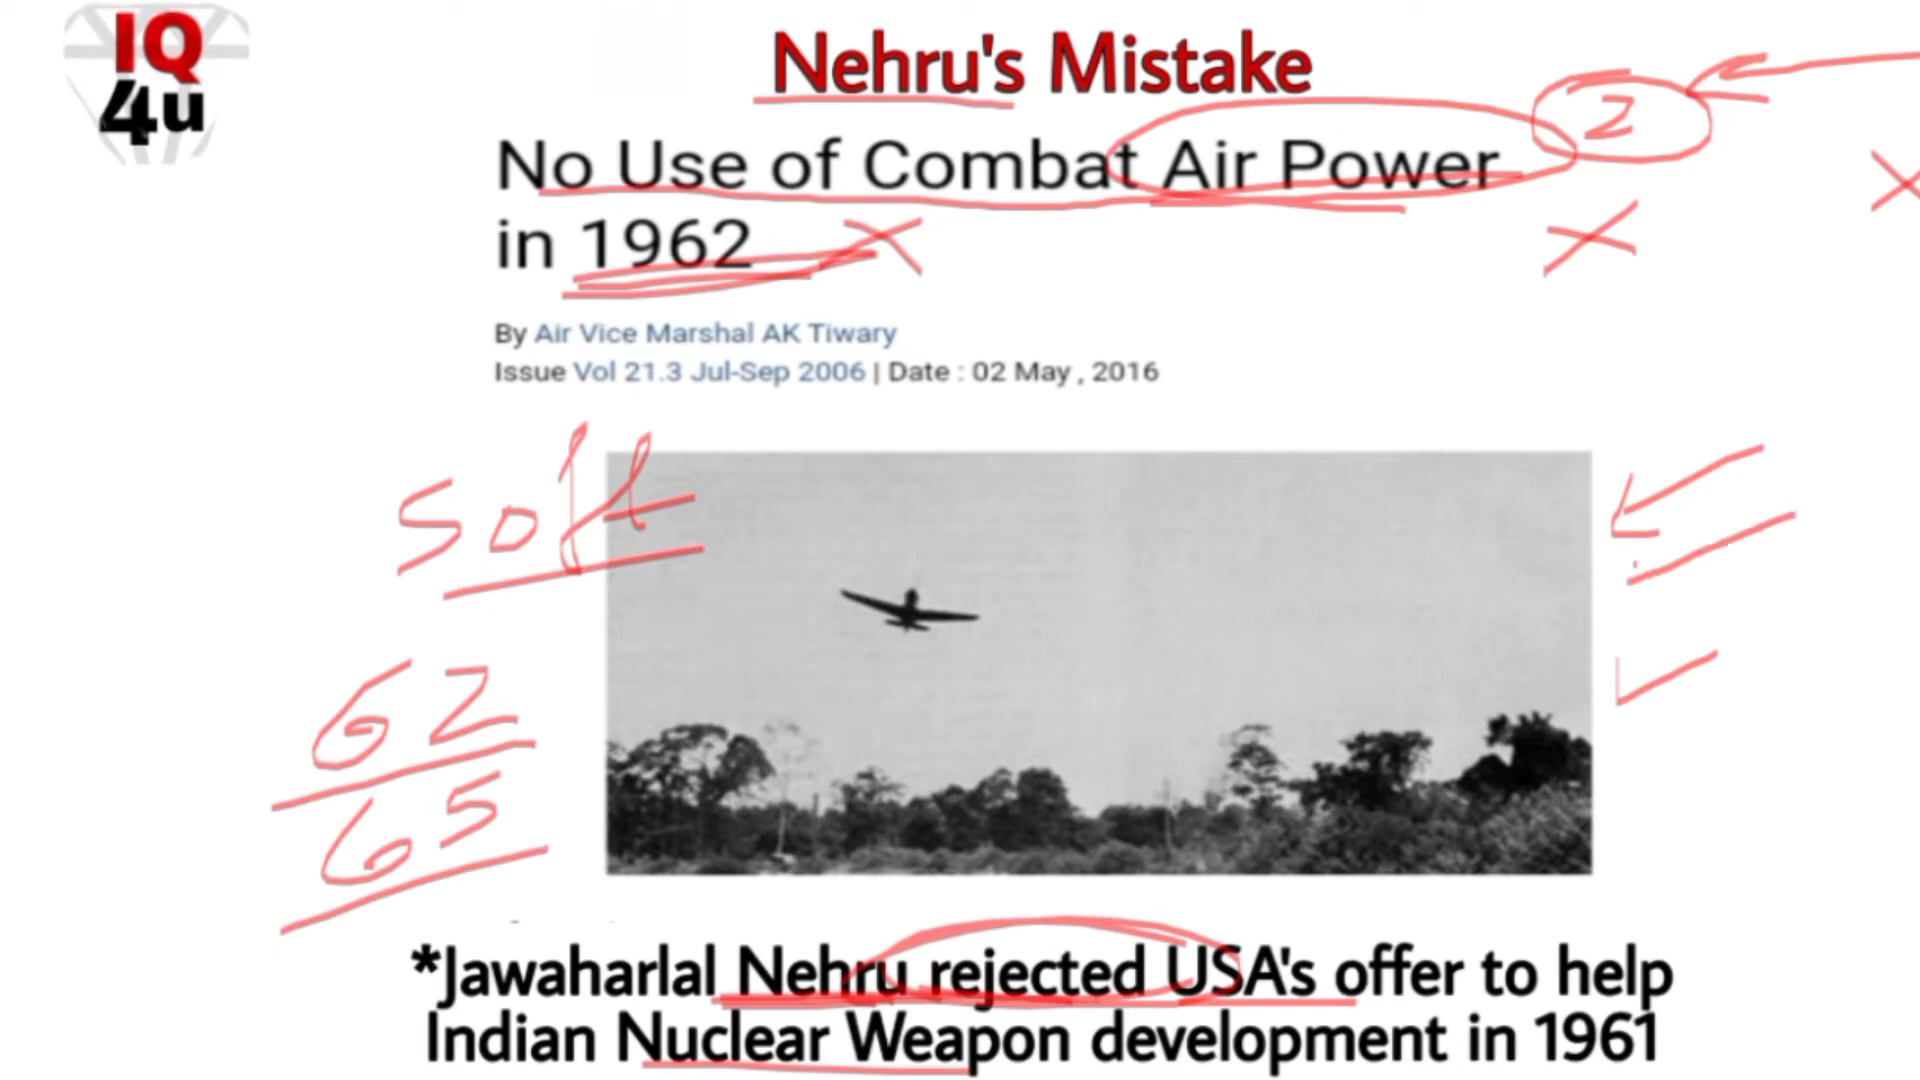 IQ
4u
Nehru's Mistake
2
No Use of Combat Air Power
in 1962
By Air Vice Marshal AK Tiwary
Issue Vol 21.3 Jul-Sep 2006 | Date : 02 May , 2016
soft
62
65
*Jawaharlal Nehru rejected USA's offer to help
Indian Nuclear Weapon development in 1961